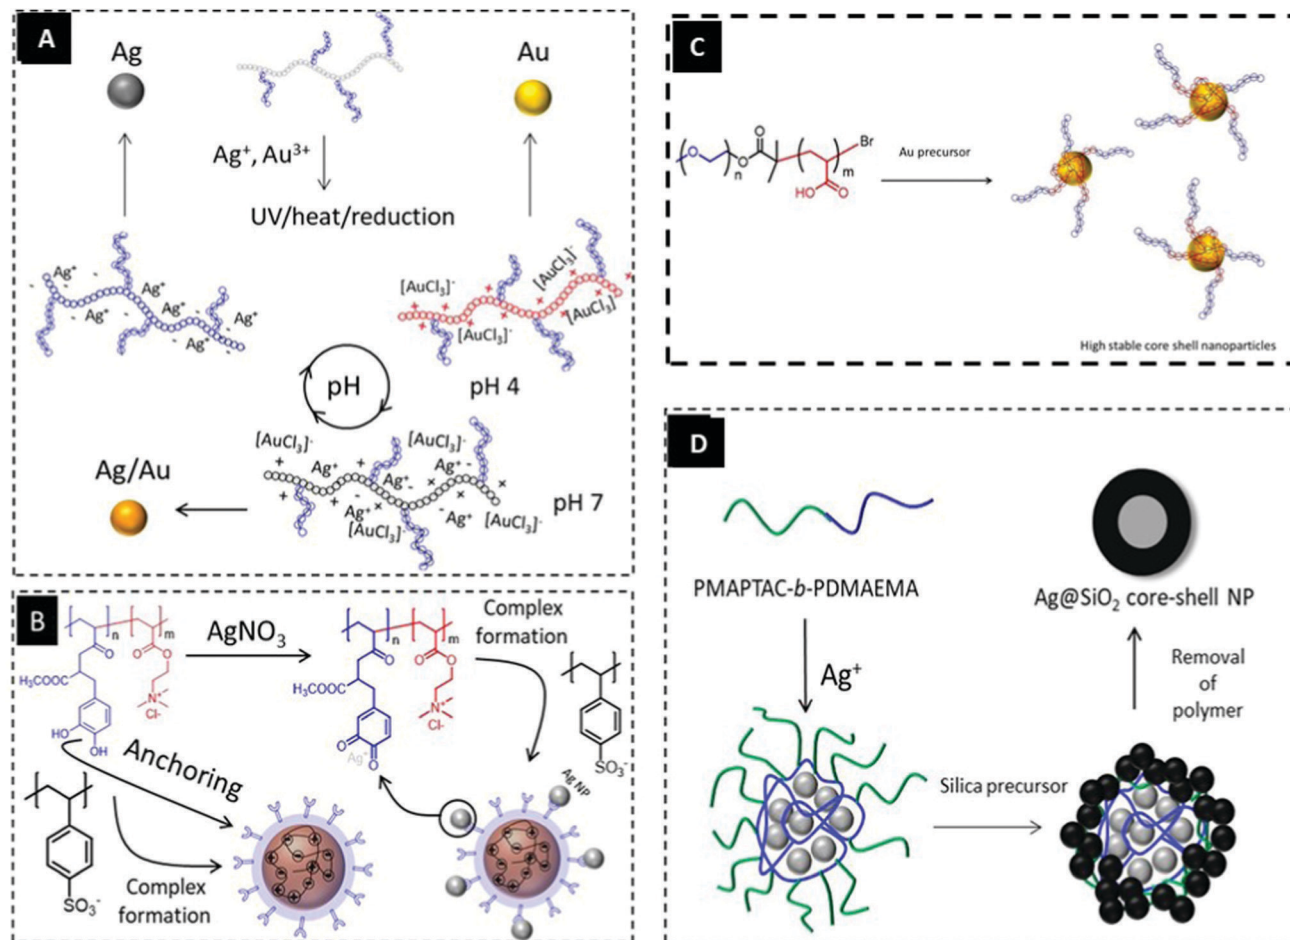 A
Ag
Au
Ag⁺, Au³⁺
UV/heat/reduction
Ag⁺
Ag⁺
Ag⁺
Ag⁺
Ag⁺
Ag⁺
[AuCl₃]⁻
[AuCl₃]⁻
[AuCl₃]⁻
[AuCl₃]⁻
pH
pH 4
[AuCl₃]⁻
[AuCl₃]⁻
Ag⁺
Ag⁺
Ag⁺
Ag/Au
Ag⁺
Ag⁺
[AuCl₃]⁻
[AuCl₃]⁻
pH 7
B
n
m
O
O
O
H₃COOC
N⁺
Cl-
HO
OH
AgNO₃
n
m
O
O
O
H₃COOC
N⁺
Cl-
O
O
Ag⁺
Complex
formation
SO₃⁻
Anchoring
Ag NP
SO₃⁻
Complex
formation
C
O
n
O
O
m
Br
HO
O
Au precursor
High stable core shell nanoparticles
D
PMAPTAC-b-PDMAEMA
Ag⁺
Silica precursor
Ag@SiO₂ core-shell NP
Removal
of
polymer